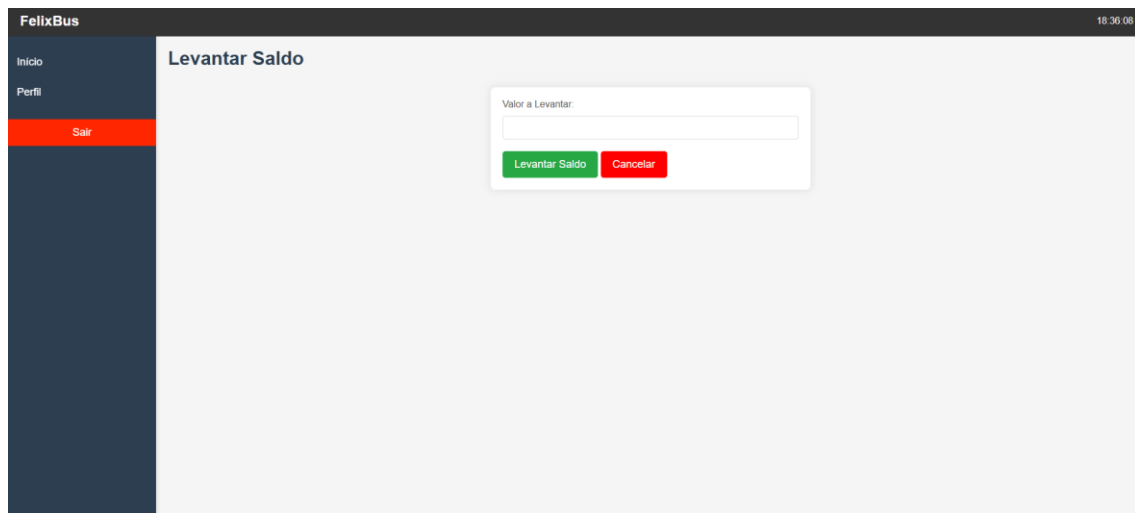 FelixBus
18:36:08
Início
Perfil
Sair
Levantar Saldo
Valor a Levantar:
Levantar Saldo
Cancelar